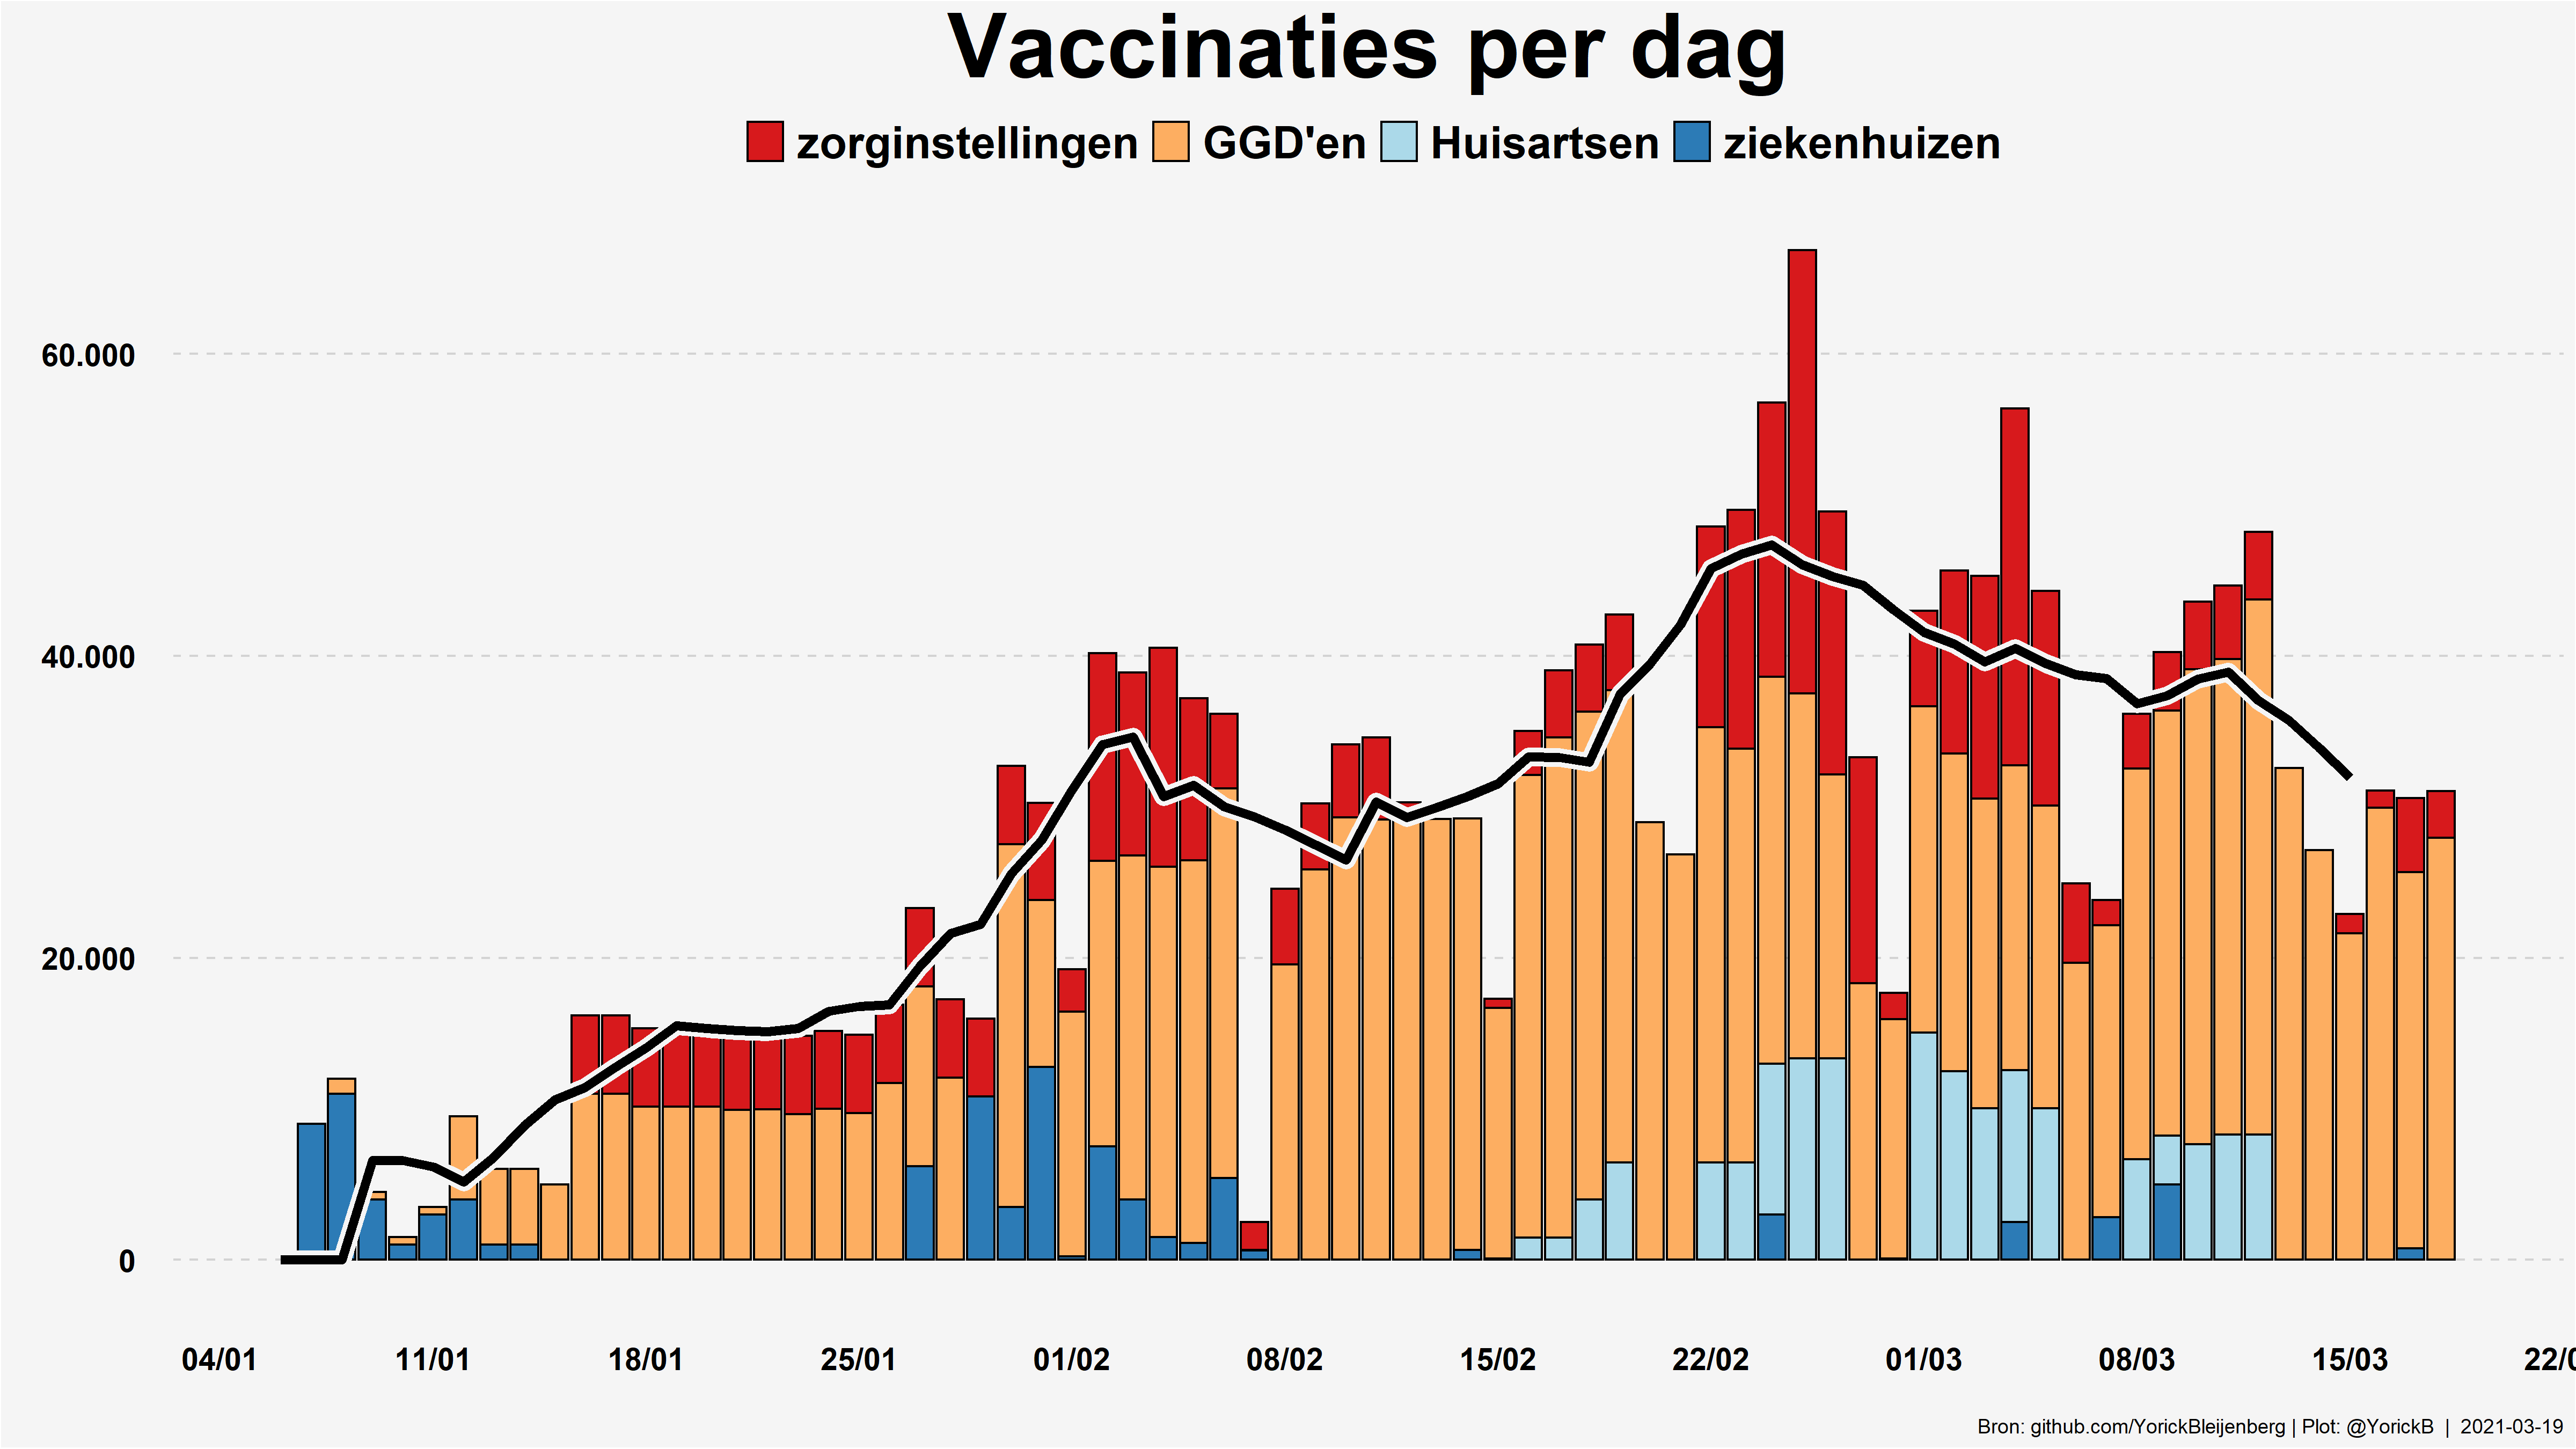 Vaccinaties per dag
zorginstellingen GGD'en Huisartsen ziekenhuizen
60.000
40.000
20.000
0
04/01 11/01 18/01 25/01 01/02 08/02 15/02 22/02 01/03 08/03 15/03
Bron: github.com/YorickBleijenberg | Plot: @YorickB | 2021-03-19